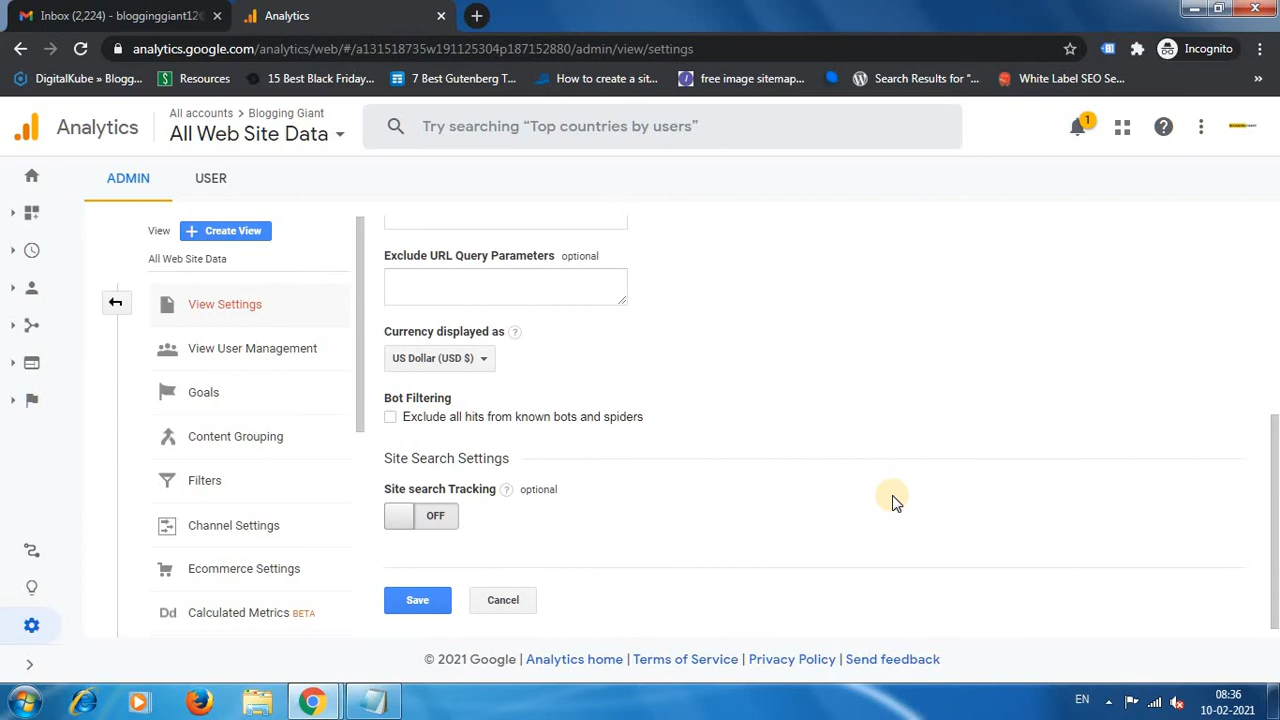 Inbox (2,224) - blogginggiant12@
Analytics
analytics.google.com/analytics/web/#/a131518735w191125304p187152880/admin/view/settings
Incognito
DigitalKube » Blogg...
Resources
15 Best Black Friday...
7 Best Gutenberg T...
How to create a sit...
free image sitemap...
Search Results for “...
White Label SEO Se...
»
Analytics
All accounts > Blogging Giant
All Web Site Data
Try searching “Top countries by users”
1
ADMIN
USER
View
+ Create View
All Web Site Data
View Settings
View User Management
Goals
Content Grouping
Filters
Channel Settings
Ecommerce Settings
Dd Calculated Metrics BETA
Exclude URL Query Parameters optional
Currency displayed as ?
US Dollar (USD $)
Bot Filtering
Exclude all hits from known bots and spiders
Site Search Settings
Site search Tracking ? optional
OFF
Save
Cancel
© 2021 Google | Analytics home | Terms of Service | Privacy Policy | Send feedback
EN
08:36
10-02-2021